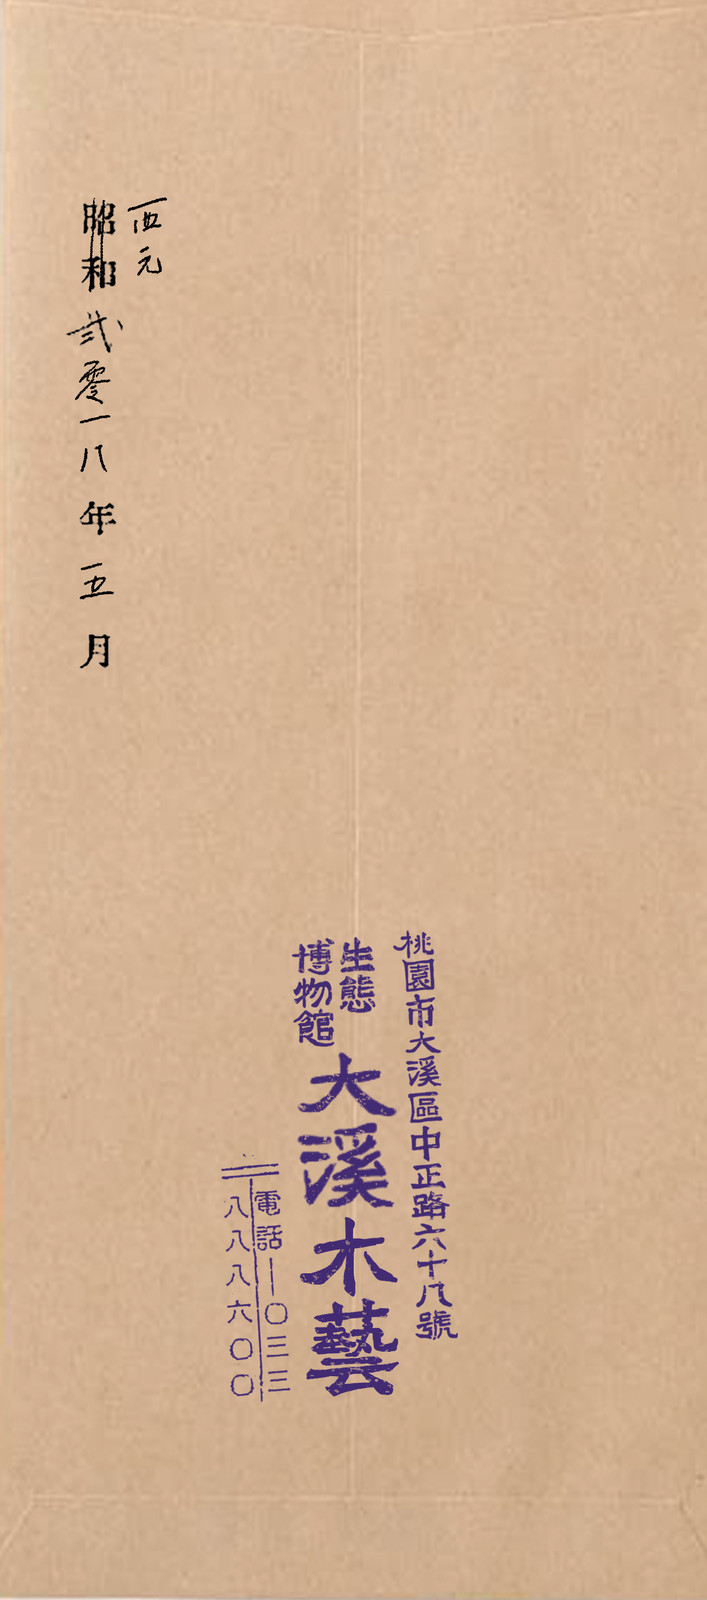 桃園市大溪區中正路六十八號
生態
博物館
大溪木藝
電話—〇三三
八八八六〇〇
西元
昭和弍零一八年五月